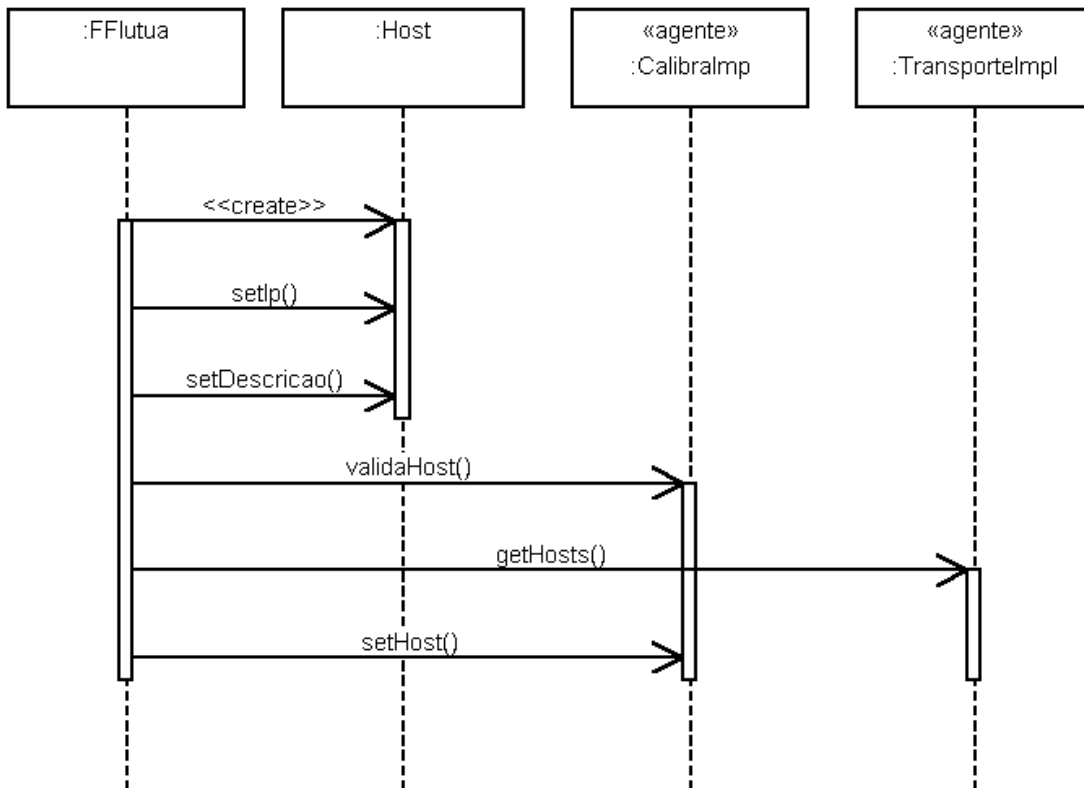 :FFlutua
:Host
«agente»
:CalibraImp
«agente»
:TransporteImpl
<<create>>
setIp()
setDescricao()
validaHost()
getHosts()
setHost()